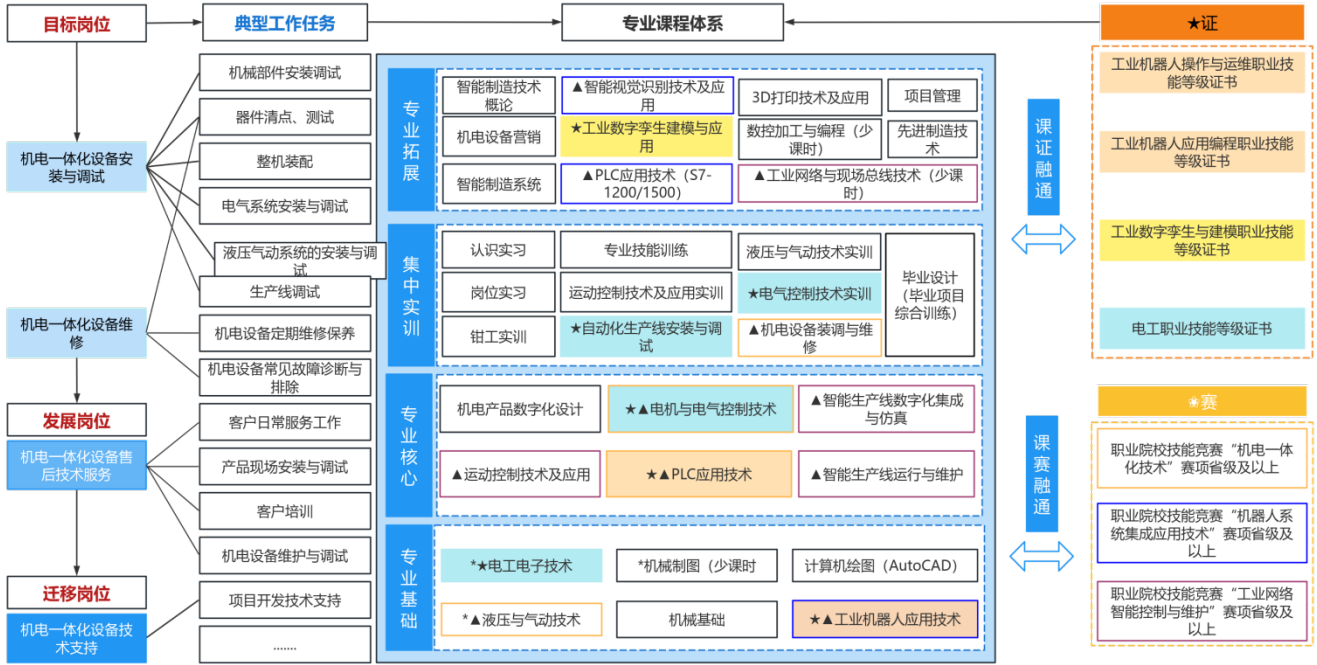 目标岗位
典型工作任务
专业课程体系
★证
机电一体化设备安
装与调试
机电一体化设备维
修
发展岗位
机电一体化设备售
后技术服务
迁移岗位
机电一体化设备技
术支持
机械部件安装调试
器件清点、测试
整机装配
电气系统安装与调试
液压气动系统的安装与调
试
生产线调试
机电设备定期维修保养
机电设备常见故障诊断与
排除
客户日常服务工作
产品现场安装与调试
客户培训
机电设备维护与调试
项目开发技术支持
.......
专业拓展
智能制造技术
概论
▲智能视觉识别技术及应
用
3D打印技术及应用
项目管理
机电设备营销
★工业数字孪生建模与应
用
数控加工与编程（少
课时）
先进制造技
术
智能制造系统
▲PLC应用技术（S7-
1200/1500）
▲工业网络与现场总线技术（少课
时）
集中实训
认识实习
专业技能训练
液压与气动技术实训
毕业设计
（毕业项目
综合训练）
岗位实习
运动控制技术及应用实训
★电气控制技术实训
钳工实训
★自动化生产线安装与调
试
▲机电设备装调与维
修
专业核心
机电产品数字化设计
★▲电机与电气控制技术
▲智能生产线数字化集成
与仿真
▲运动控制技术及应用
★▲PLC应用技术
▲智能生产线运行与维护
专业基础
*★电工电子技术
*机械制图（少课时
计算机绘图（AutoCAD）
*▲液压与气动技术
机械基础
★▲工业机器人应用技术
课证融通
课赛融通
工业机器人操作与运维职业技
能等级证书
工业机器人应用编程职业技能
等级证书
工业数字孪生与建模职业技能
等级证书
电工职业技能等级证书
❀赛
职业院校技能竞赛“机电一体
化技术”赛项省级及以上
职业院校技能竞赛“机器人系
统集成应用技术”赛项省级及
以上
职业院校技能竞赛“工业网络
智能控制与维护”赛项省级及
以上